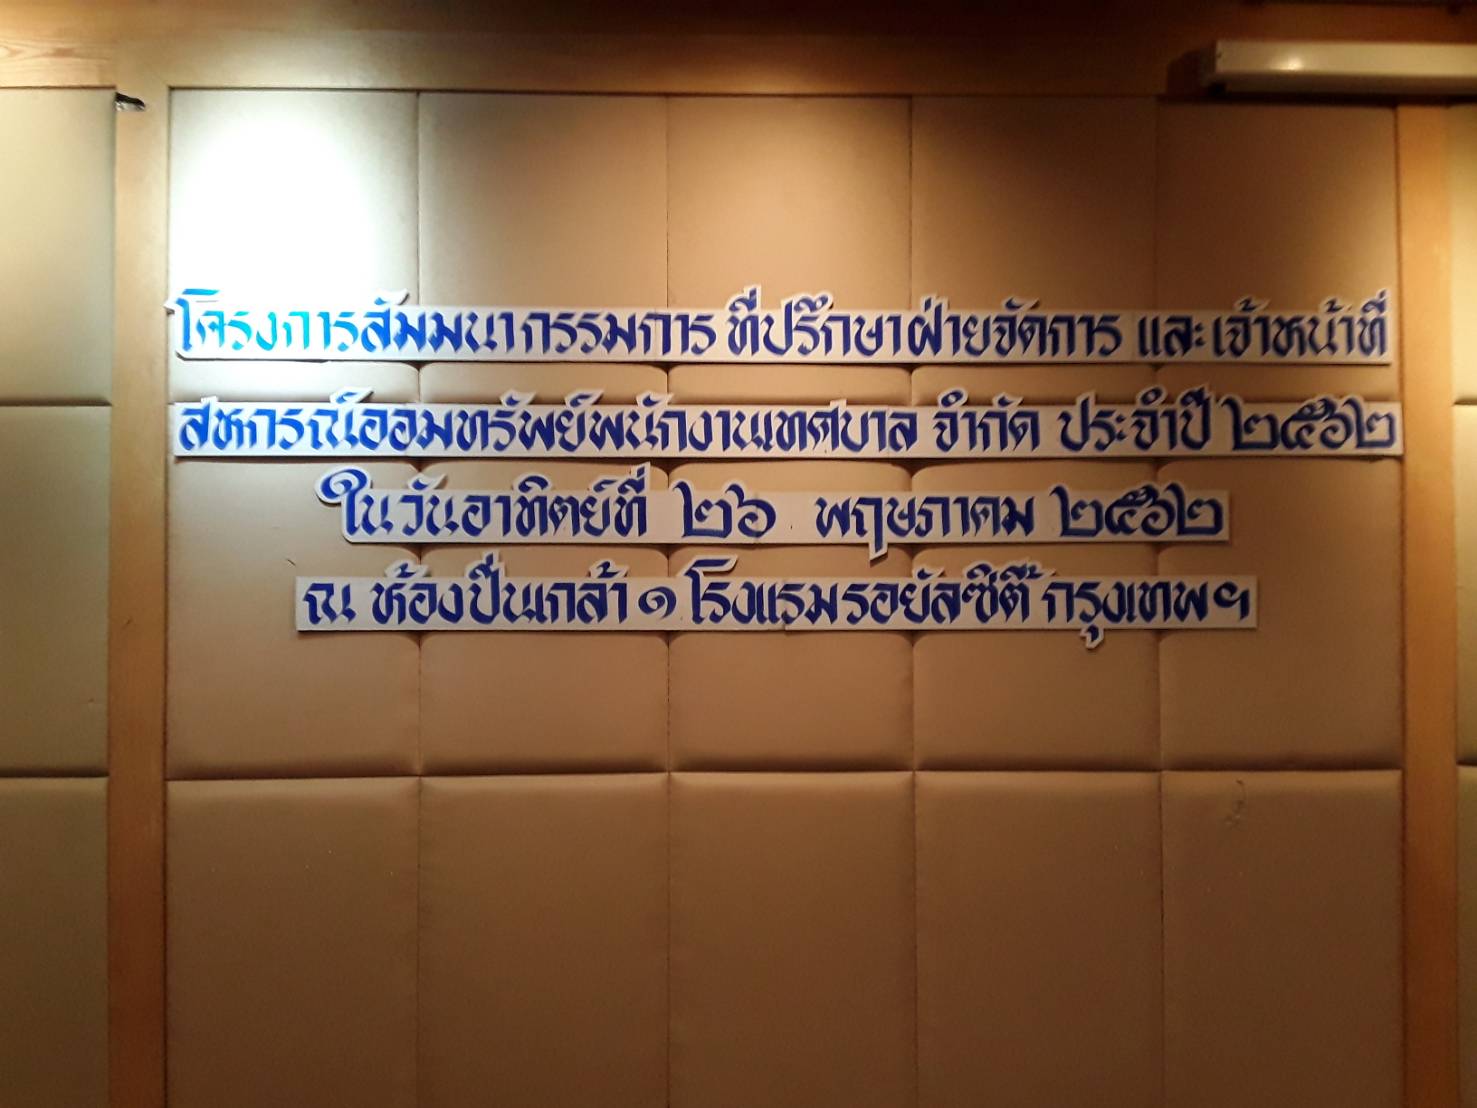 โครงการสัมมนากรรมการ ที่ปรึกษาฝ่ายจัดการ และเจ้าหน้าที่
สหกรณ์ออมทรัพย์พนักงานเทศบาล จำกัด ประจำปี ๒๕๖๒
ในวันอาทิตย์ที่ ๒๖ พฤษภาคม ๒๕๖๒
ณ ห้องปิ่นเกล้า ๑ โรงแรมรอยัลซิตี้ กรุงเทพฯ